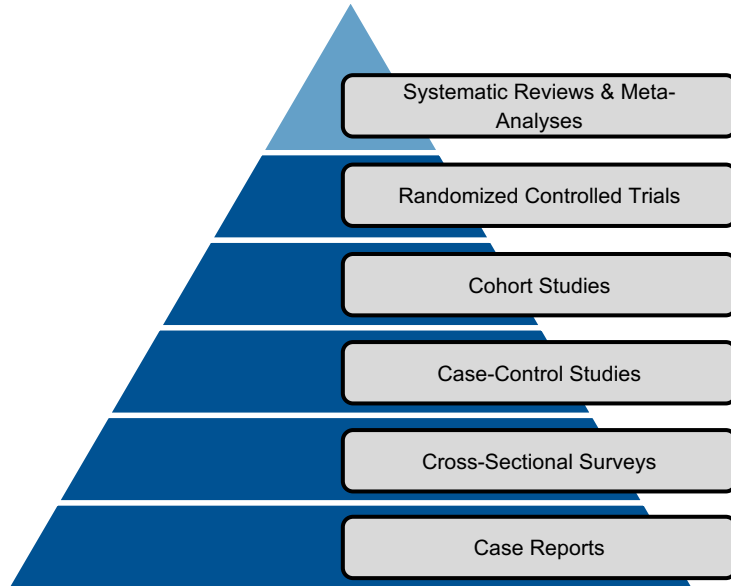 Systematic Reviews & Meta-
Analyses
Randomized Controlled Trials
Cohort Studies
Case-Control Studies
Cross-Sectional Surveys
Case Reports